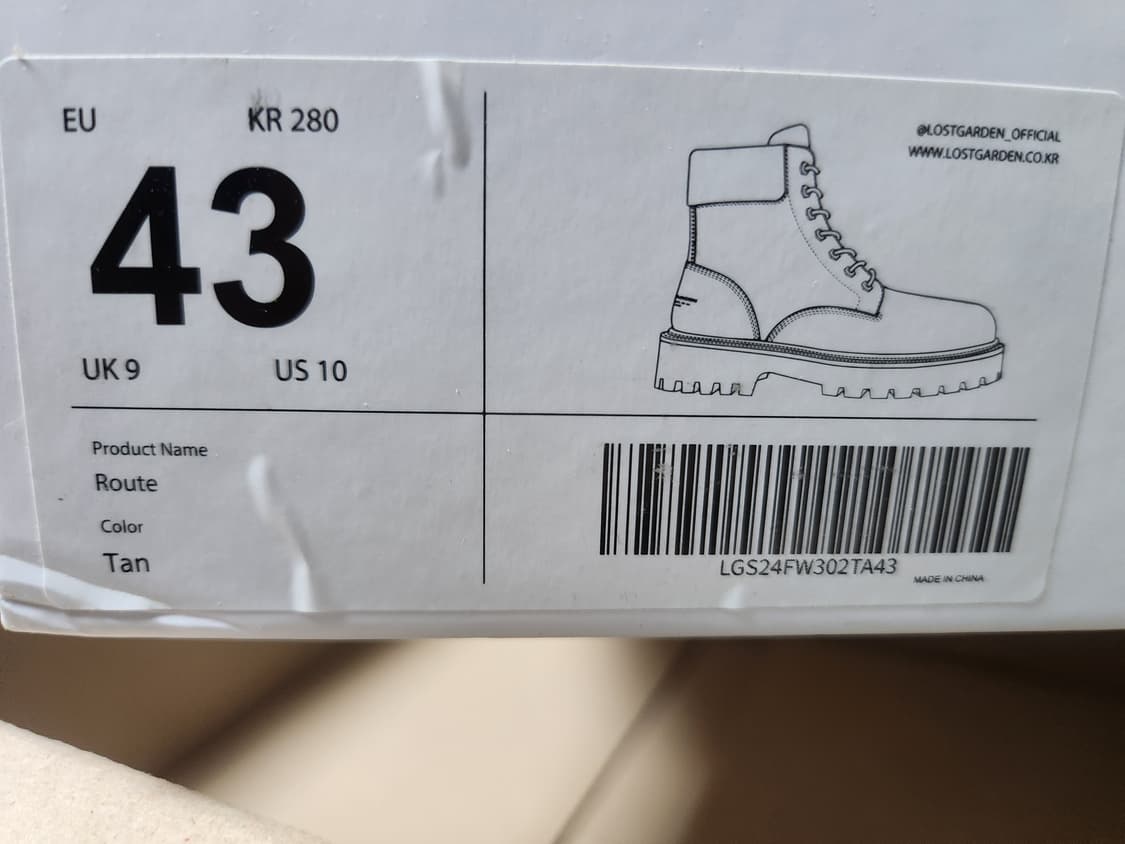 EU
KR 280
43
UK 9
US 10
@LOSTGARDEN_OFFICIAL
WWW.LOSTGARDEN.CO.KR
Product Name
Route
Color
Tan
LGS24FW302TA43
MADE IN CHINA